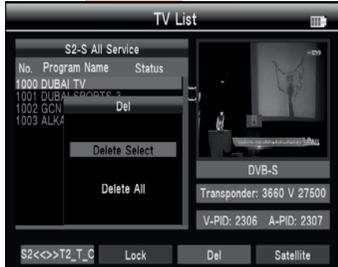 TV List
S2-S All Service
No. Program Name Status
1000 DUBAI TV
1001 DUBAI SPORTS 3
1002 GCN
1003 ALKA
Del
Delete Select
Delete All
DVB-S
Transponder: 3660 V 27500
V-PID: 2306 A-PID: 2307
S2<<>>T2_T_C Lock Del Satellite